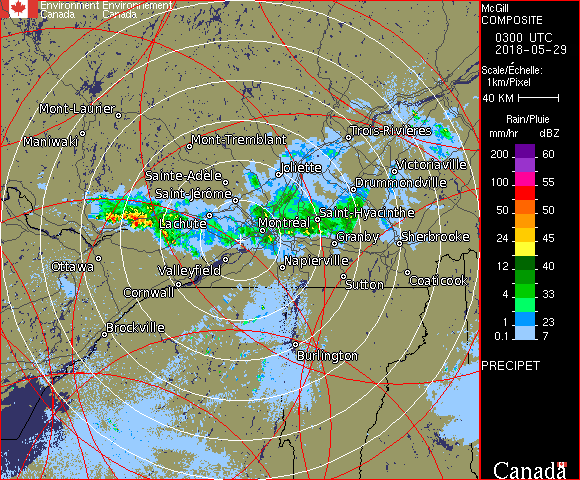 Environment Environnement
Canada Canada
McGill
COMPOSITE
0300 UTC
2018-05-29
Scale/Échelle:
1km/Pixel
40 KM
Rain/Pluie
mm/hr dBZ
200 60
100 55
50 50
24 45
12 40
4 33
1 23
0.1 7
PRECIPET
Canada
Mont-Laurier
Maniwaki
Mont-Tremblant
Trois-Rivières
Joliette
Victoriaville
Sainte-Adèle
Drummondville
Saint-Jérôme
Saint-Hyacinthe
Lachute
Montréal
Granby
Sherbrooke
Ottawa
Valleyfield
Napierville
Cornwall
Sutton
Coaticook
Brockville
Burlington